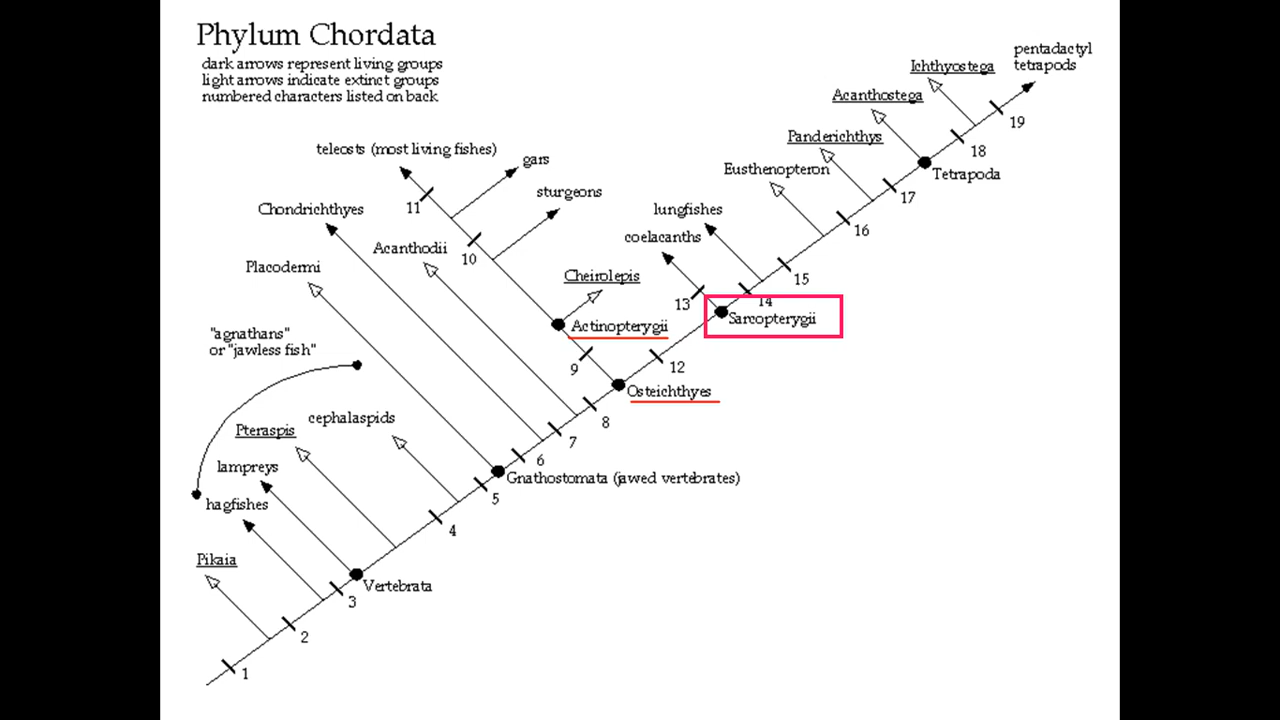 Phylum Chordata
dark arrows represent living groups
light arrows indicate extinct groups
numbered characters listed on back
pentadactyl
tetrapods
Ichthyostega
Acanthostega
19
Panderichthys
18
teleosts (most living fishes)
gars
Eusthenopteron
Tetrapoda
sturgeons
17
11
Chondrichthyes
lungfishes
16
coelacanths
Acanthodii
10
Placodermi
Cheirolepis
15
13
14
Sarcopterygii
Actinopterygii
"agnathans"
or "jawless fish"
9
12
Osteichthyes
cephalaspids
8
Pteraspis
7
6
lampreys
Gnathostomata (jawed vertebrates)
5
hagfishes
4
Pikaia
Vertebrata
3
2
1